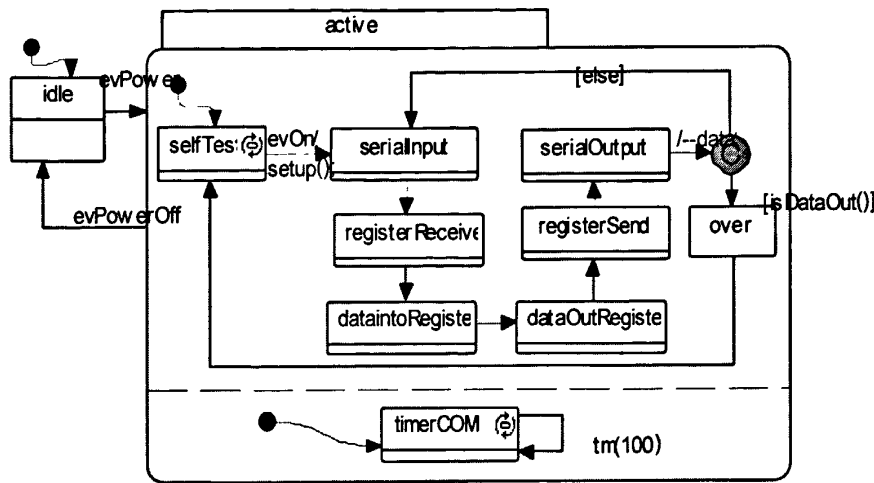 active
[else]
idle
evPower
selfTes
evOn/
setup();
serialInput
serialOutput
/--data
C
evPowerOff
registerReceive
registerSend
[isDataOut()]
over
dataintoRegiste
dataOutRegiste
timerCOM
tm(100)